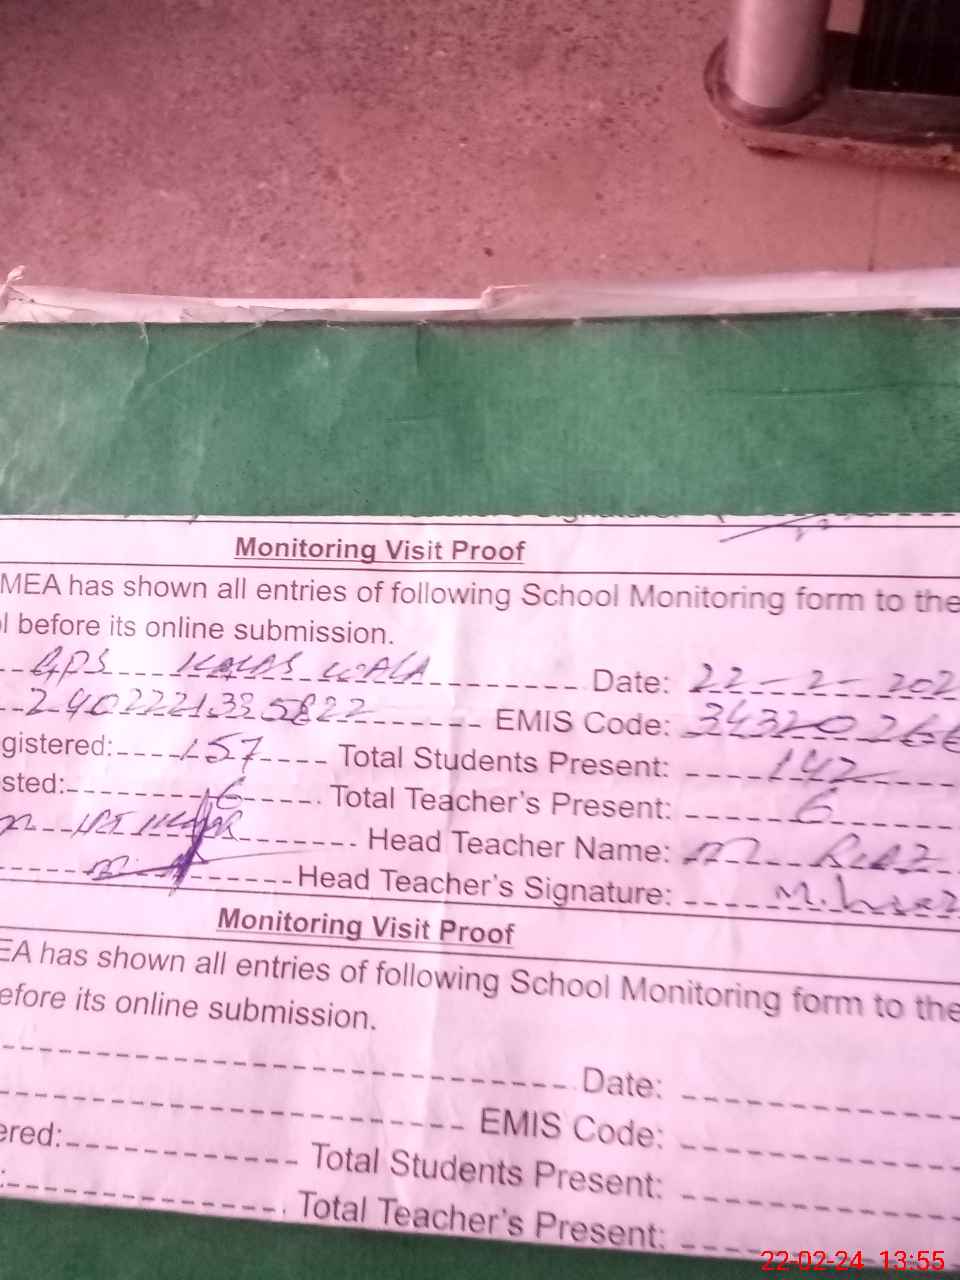 Monitoring Visit Proof
MEA has shown all entries of following School Monitoring form to the
l before its online submission.
GPS WALA Date: 22-2-202
EMIS Code: 34320266
gistered: 157 Total Students Present: 142
sted: 6 Total Teacher's Present: 6
m Head Teacher Name: M RiAZ
m. Head Teacher's Signature: M.
Monitoring Visit Proof
EA has shown all entries of following School Monitoring form to the
efore its online submission.
Date:
EMIS Code:
ered: Total Students Present:
: Total Teacher's Present:
22-02-24 13:55